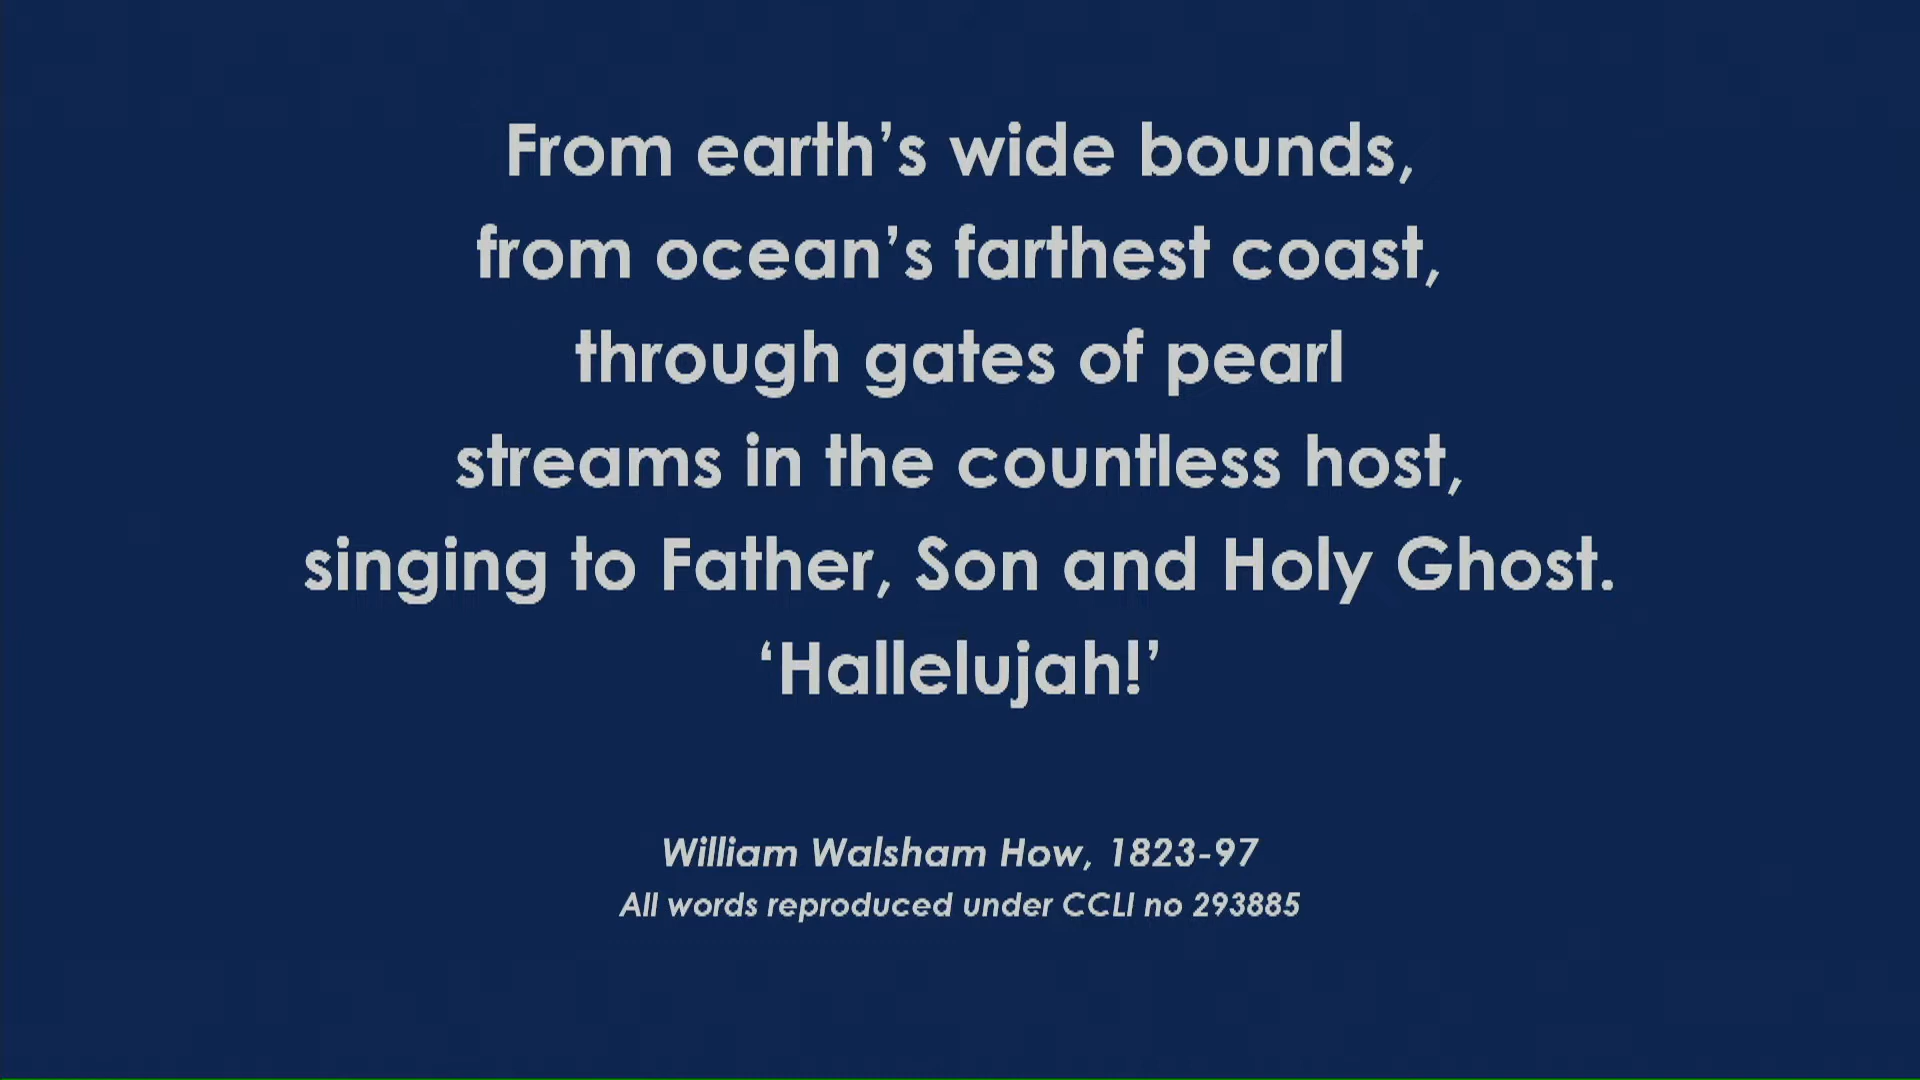 From earth’s wide bounds,
from ocean’s farthest coast,
through gates of pearl
streams in the countless host,
singing to Father, Son and Holy Ghost.
‘Hallelujah!’
William Walsham How, 1823-97
All words reproduced under CCLI no 293885